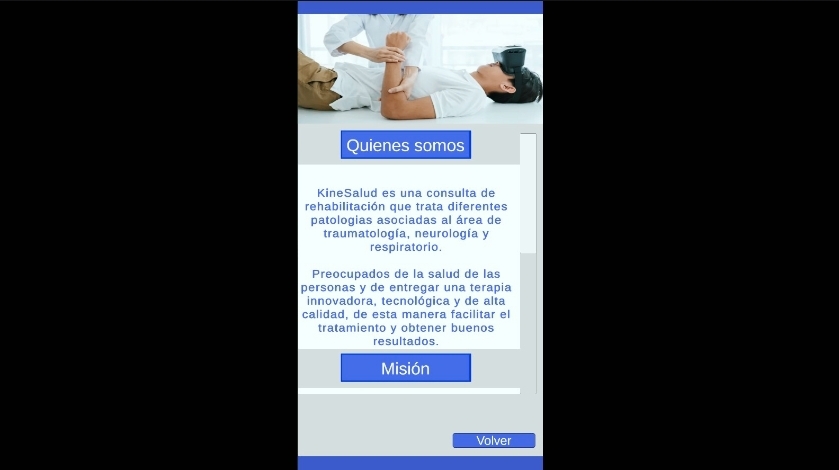 Quienes somos
KineSalud es una consulta de
rehabilitación que trata diferentes
patologias asociadas al área de
traumatología, neurología y
respiratorio.
Preocupados de la salud de las
personas y de entregar una terapia
innovadora, tecnológica y de alta
calidad, de esta manera facilitar el
tratamiento y obtener buenos
resultados.
Misión
Volver